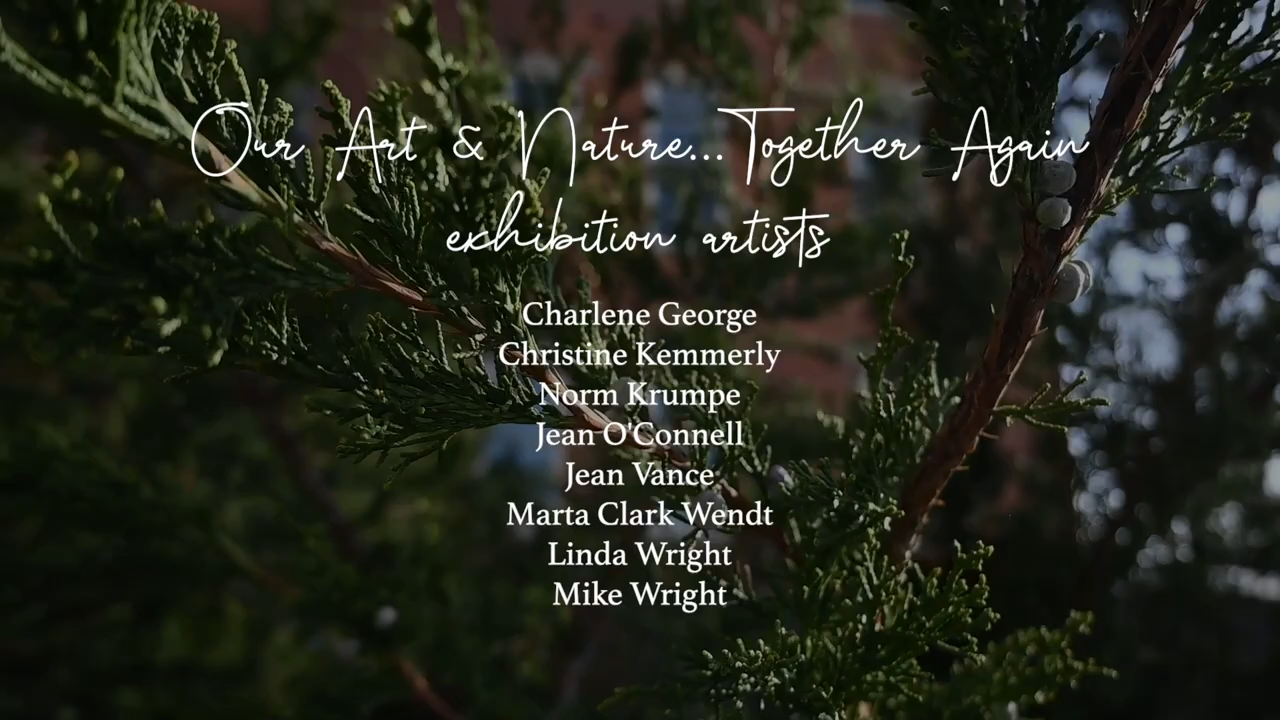 Our Art & Nature...Together Again
exhibition artists
Charlene George
Christine Kemmerly
Norm Krumpe
Jean O'Connell
Jean Vance
Marta Clark Wendt
Linda Wright
Mike Wright